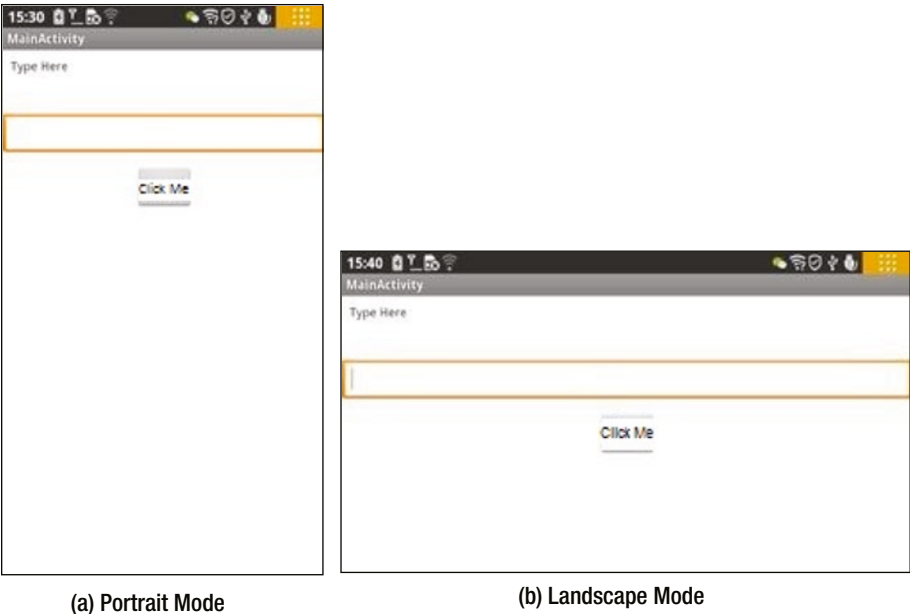 15:30
MainActivity
Type Here
Click Me
(a) Portrait Mode
15:40
MainActivity
Type Here
Click Me
(b) Landscape Mode